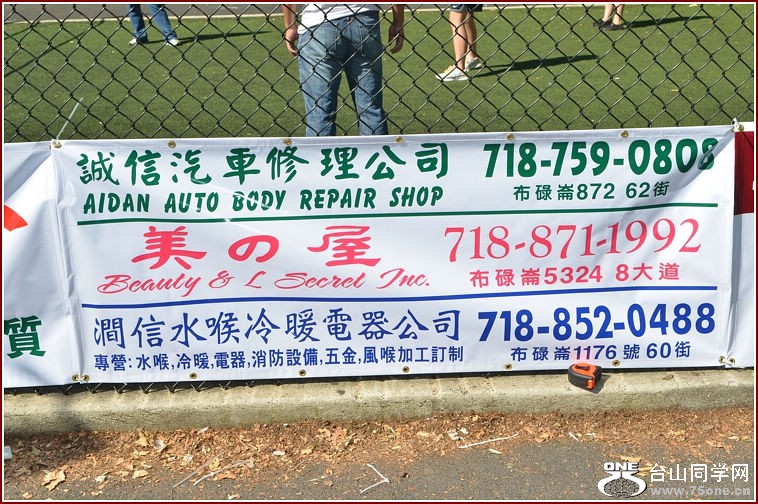 誠信汽車修理公司 718-759-0808
AIDAN AUTO BODY REPAIR SHOP 布碌崙872 62街
美の屋 718-871-1992
Beauty & L Secret Inc. 布碌崙5324 8大道
澗信水喉冷暖電器公司 718-852-0488
專營:水喉,冷暖,電器,消防設備,五金,風喉加工訂制 布碌崙1176號60街
質
ONE 台山同学网
www.75one.cn